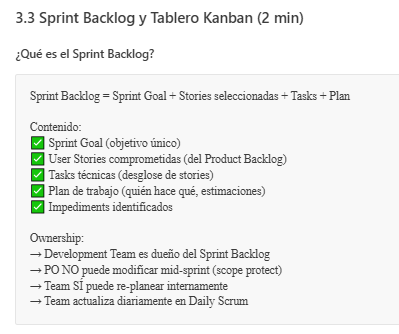 3.3 Sprint Backlog y Tablero Kanban (2 min)
¿Qué es el Sprint Backlog?
Sprint Backlog = Sprint Goal + Stories seleccionadas + Tasks + Plan
Contenido:
✅ Sprint Goal (objetivo único)
✅ User Stories comprometidas (del Product Backlog)
✅ Tasks técnicas (desglose de stories)
✅ Plan de trabajo (quién hace qué, estimaciones)
✅ Impediments identificados
Ownership:
→ Development Team es dueño del Sprint Backlog
→ PO NO puede modificar mid-sprint (scope protect)
→ Team SÍ puede re-planear internamente
→ Team actualiza diariamente en Daily Scrum